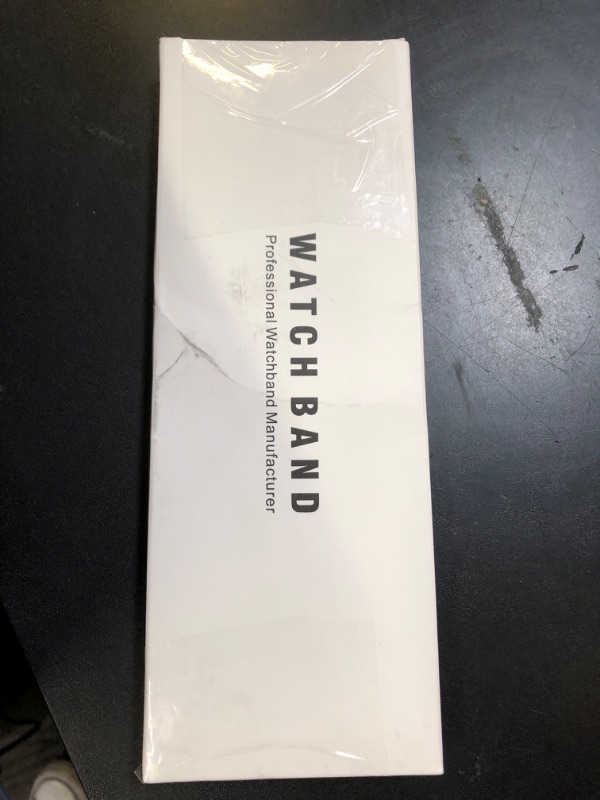 WATCH BAND
Professional Watchband Manufacturer